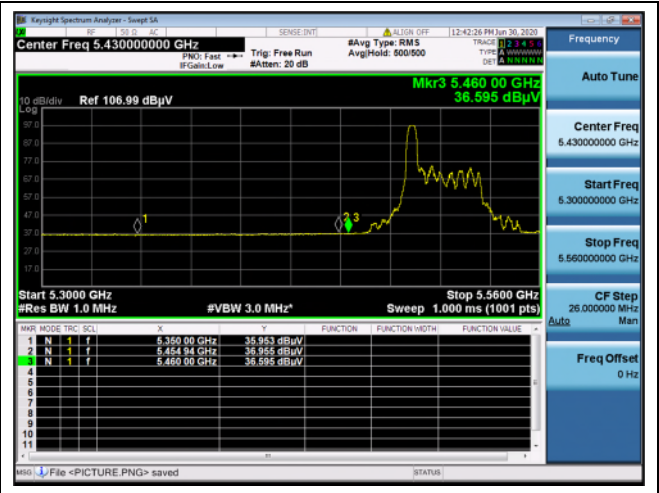 Keysight Spectrum Analyzer - Swept SA
RF 50 Ω AC SENSE:INT ALIGN OFF 12:42:26 PM Jun 30, 2020
Center Freq 5.430000000 GHz
PNO: Fast
IFGain:Low
Trig: Free Run
#Atten: 20 dB
#Avg Type: RMS
Avg|Hold: 500/500
TRACE 1 2 3 4 5 6
TYPE A WWWWW
DET A N N N N N
Mkr3 5.460 00 GHz
36.595 dBµV
10 dB/div Ref 106.99 dBµV
Log
97.0
87.0
77.0
67.0
57.0
47.0
37.0
27.0
17.0
1
2 3
Start 5.3000 GHz
Stop 5.5600 GHz
#Res BW 1.0 MHz #VBW 3.0 MHz* Sweep 1.000 ms (1001 pts)
MKR MODE TRC SCL X Y FUNCTION FUNCTION WIDTH FUNCTION VALUE
1 N 1 f 5.350 00 GHz 35.953 dBµV
2 N 1 f 5.454 94 GHz 36.955 dBµV
3 N 1 f 5.460 00 GHz 36.595 dBµV
4
5
6
7
8
9
10
11
MSG File <PICTURE.PNG> saved STATUS
Frequency
Auto Tune
Center Freq
5.430000000 GHz
Start Freq
5.300000000 GHz
Stop Freq
5.560000000 GHz
CF Step
26.000000 MHz
Auto Man
Freq Offset
0 Hz